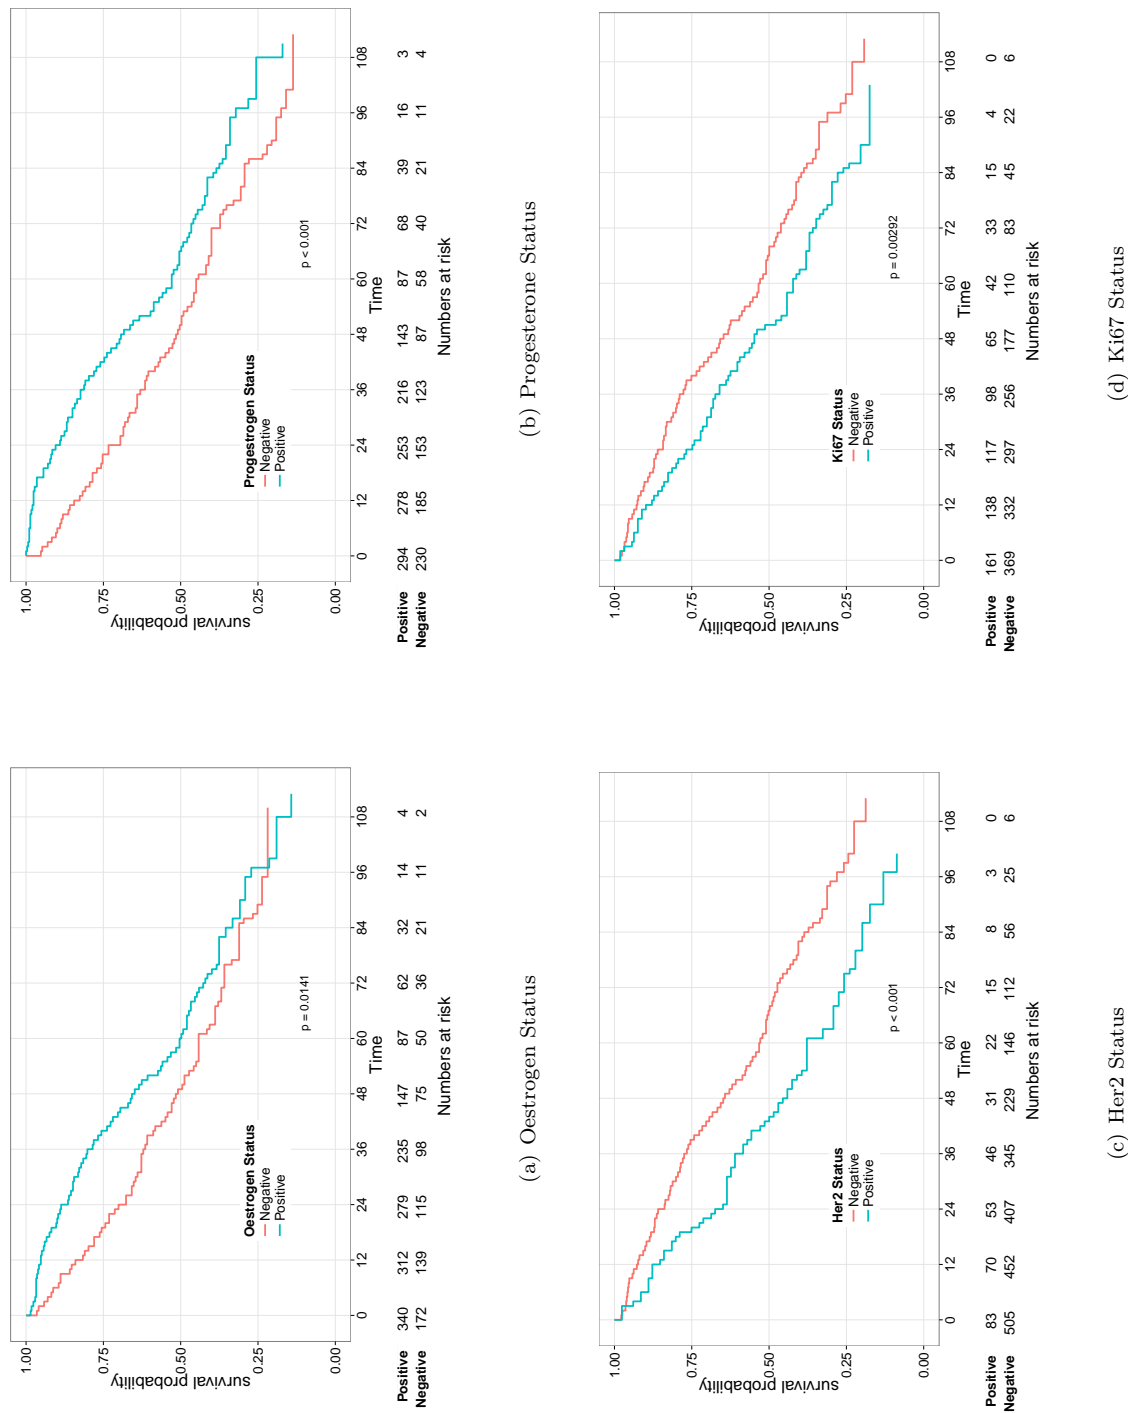 1.00
0.75
0.50
0.25
0.00
survival probability
Oestrogen Status
Negative
Positive
p = 0.0141
0 12 24 36 48 60 72 84 96 108
Time
Positive 340 312 279 235 147 87 62 32 14 4
Negative 172 139 115 98 75 50 36 21 11 2
Numbers at risk
(a) Oestrogen Status
1.00
0.75
0.50
0.25
0.00
survival probability
Progestrogen Status
Negative
Positive
p < 0.001
0 12 24 36 48 60 72 84 96 108
Time
Positive 294 278 253 216 143 87 68 39 16 3
Negative 230 185 153 123 87 58 40 21 11 4
Numbers at risk
(b) Progesterone Status
1.00
0.75
0.50
0.25
0.00
survival probability
Her2 Status
Negative
Positive
p < 0.001
0 12 24 36 48 60 72 84 96 108
Time
Positive 83 70 53 46 31 22 15 8 3 0
Negative 505 452 407 345 229 146 112 56 25 6
Numbers at risk
(c) Her2 Status
1.00
0.75
0.50
0.25
0.00
survival probability
Ki67 Status
Negative
Positive
p = 0.00292
0 12 24 36 48 60 72 84 96 108
Time
Positive 161 138 117 98 65 42 33 15 4 0
Negative 369 332 297 256 177 110 83 45 22 6
Numbers at risk
(d) Ki67 Status